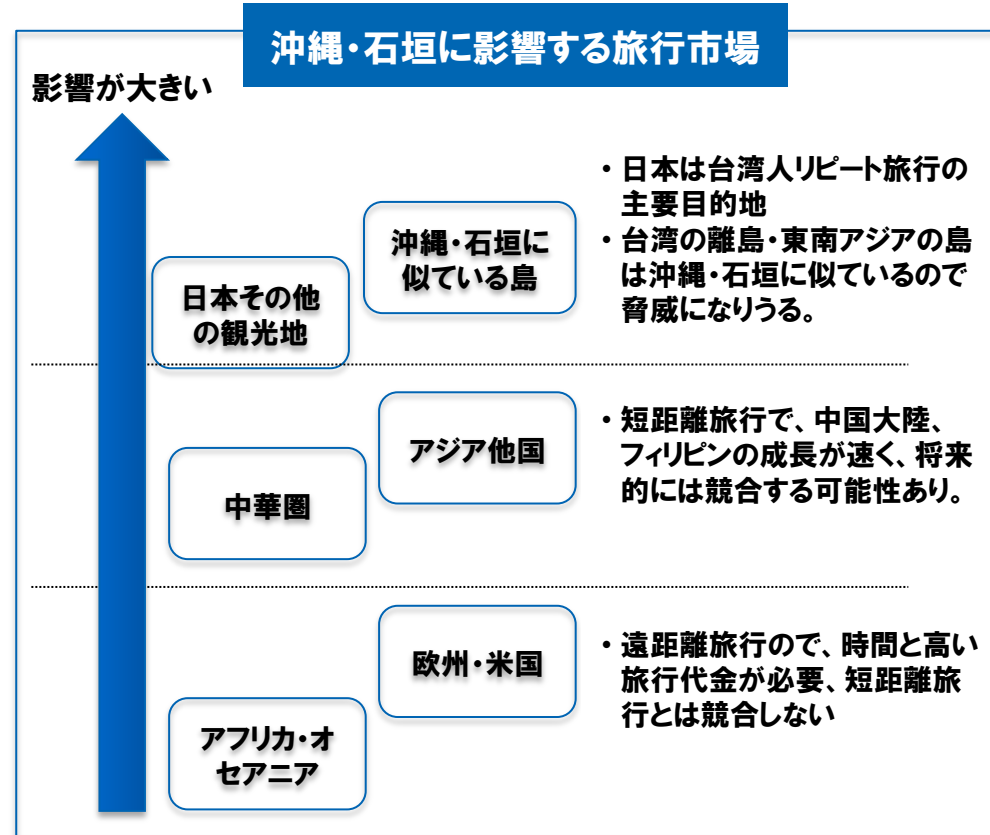 沖縄・石垣に影響する旅行市場
影響が大きい
沖縄・石垣に
似ている島
日本その他
の観光地
・日本は台湾人リピート旅行の
主要目的地
・台湾の離島・東南アジアの島
は沖縄・石垣に似ているので
脅威になりうる。
アジア他国
中華圏
・短距離旅行で、中国大陸、
フィリピンの成長が速く、将来
的には競合する可能性あり。
欧州・米国
アフリカ・オ
セアニア
・遠距離旅行ので、時間と高い
旅行代金が必要、短距離旅
行とは競合しない